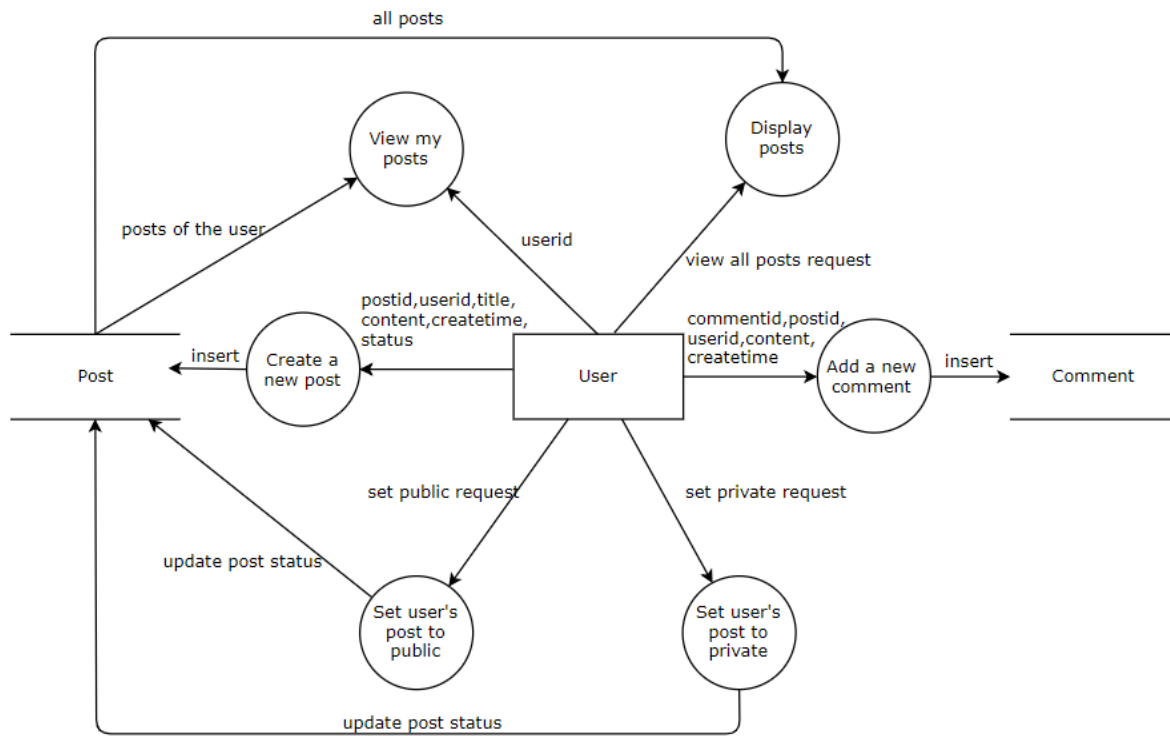 all posts
View my
posts
Display
posts
posts of the user
userid
view all posts request
postid,userid,title,
content,createtime,
status
commentid,postid,
userid,content,
createtime
Post
insert
Create a
new post
User
Add a new
comment
insert
Comment
set public request
set private request
update post status
Set user's
post to
public
Set user's
post to
private
update post status